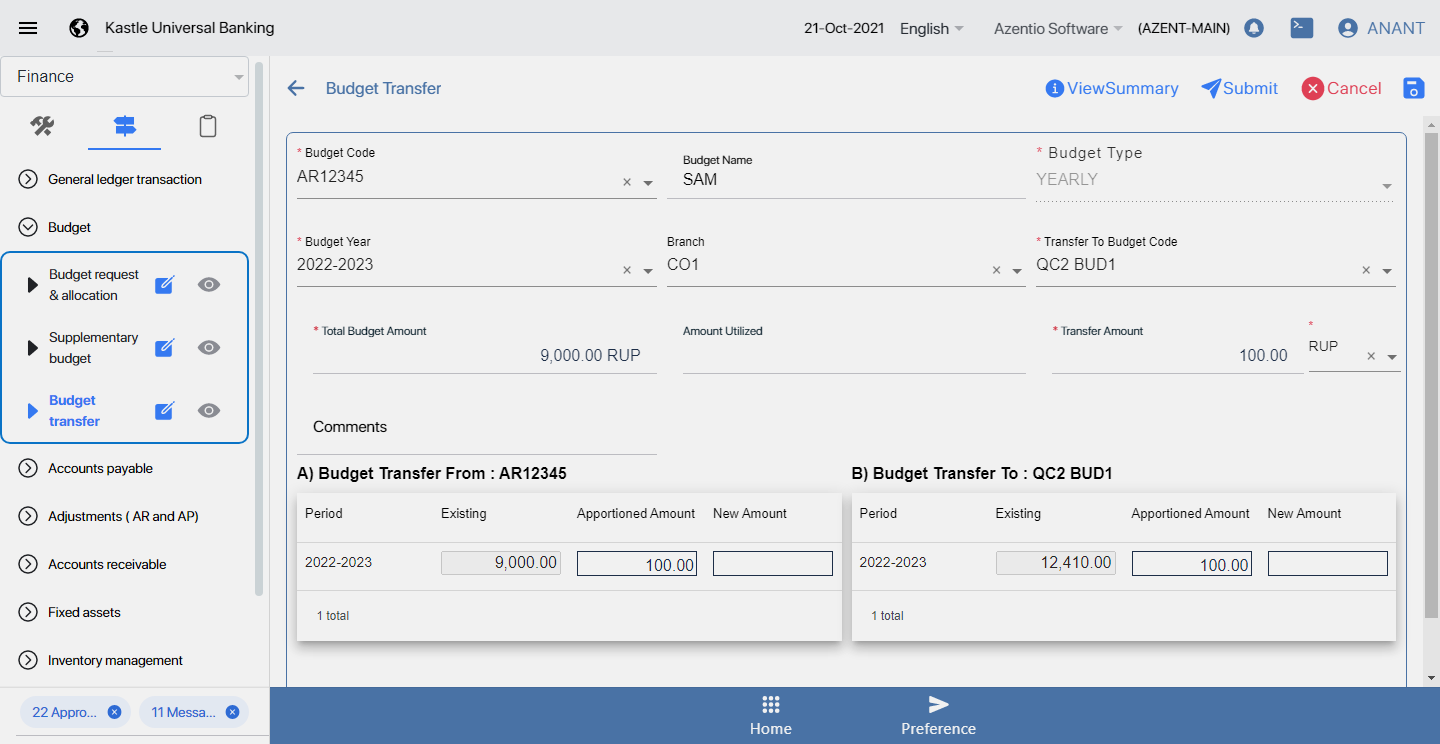 Kastle Universal Banking
21-Oct-2021 English Azentio Software (AZENT-MAIN) ANANT
Finance
Budget Transfer
ViewSummary Submit Cancel
General ledger transaction
Budget
Budget request
& allocation
Supplementary
budget
Budget
transfer
Accounts payable
Adjustments ( AR and AP)
Accounts receivable
Fixed assets
Inventory management
22 Appro...
11 Messa...
* Budget Code
AR12345
Budget Name
SAM
* Budget Type
YEARLY
* Budget Year
2022-2023
Branch
CO1
* Transfer To Budget Code
QC2 BUD1
* Total Budget Amount
9,000.00 RUP
Amount Utilized
* Transfer Amount
100.00
*
RUP
Comments
A) Budget Transfer From : AR12345
Period Existing Apportioned Amount New Amount
2022-2023 9,000.00 100.00
1 total
B) Budget Transfer To : QC2 BUD1
Period Existing Apportioned Amount New Amount
2022-2023 12,410.00 100.00
1 total
Home
Preference